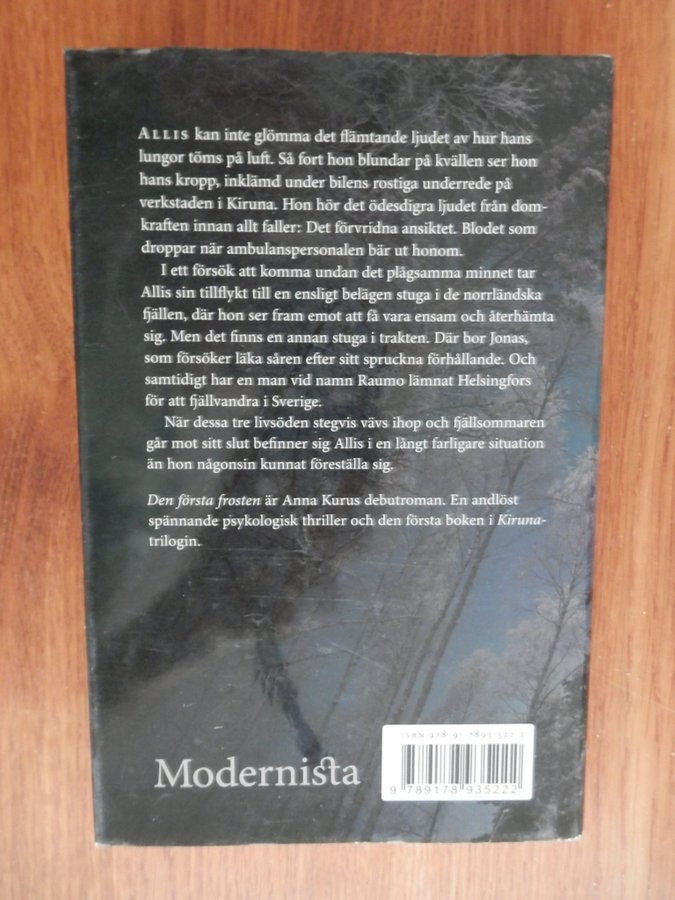 ALLIS kan inte glömma det flämtande ljudet av hur hans
lungor töms på luft. Så fort hon blundar på kvällen ser hon
hans kropp, inklämd under bilens rostiga underrede på
verkstaden i Kiruna. Hon hör det ödesdigra ljudet från dom-
kraften innan allt faller: Det förvridna ansiktet. Blodet som
droppar när ambulanspersonalen bär ut honom.
I ett försök att komma undan det plågsamma minnet tar
Allis sin tillflykt till en ensligt belägen stuga i de norrländska
fjällen, där hon ser fram emot att få vara ensam och återhämta
sig. Men det finns en annan stuga i trakten. Där bor Jonas,
som försöker läka såren efter sitt spruckna förhållande. Och
samtidigt har en man vid namn Raumo lämnat Helsingfors
för att fjällvandra i Sverige.
När dessa tre livsöden stegvis vävs ihop och fjällsommaren
går mot sitt slut befinner sig Allis i en långt farligare situation
än hon någonsin kunnat föreställa sig.
Den första frosten är Anna Kurus debutroman. En andlöst
spännande psykologisk thriller och den första boken i Kiruna-
trilogin.
Modernista
ISBN 978-91-7893-522-2
9 789178 935222